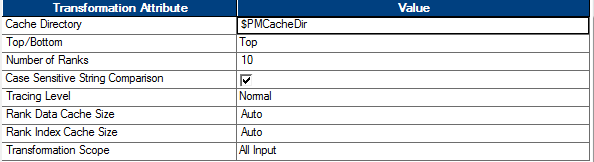 Transformation Attribute Value
Cache Directory $PMCacheDir
Top/Bottom Top
Number of Ranks 10
Case Sensitive String Comparison
Tracing Level Normal
Rank Data Cache Size Auto
Rank Index Cache Size Auto
Transformation Scope All Input